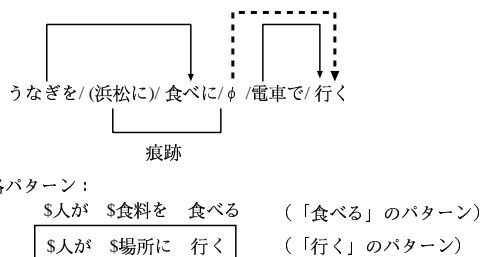 うなぎを/ (浜松に)/ 食べに/ φ /電車で/ 行く
痕跡
格パターン：
$人が $食料を 食べる （「食べる」のパターン）
$人が $場所に 行く （「行く」のパターン）